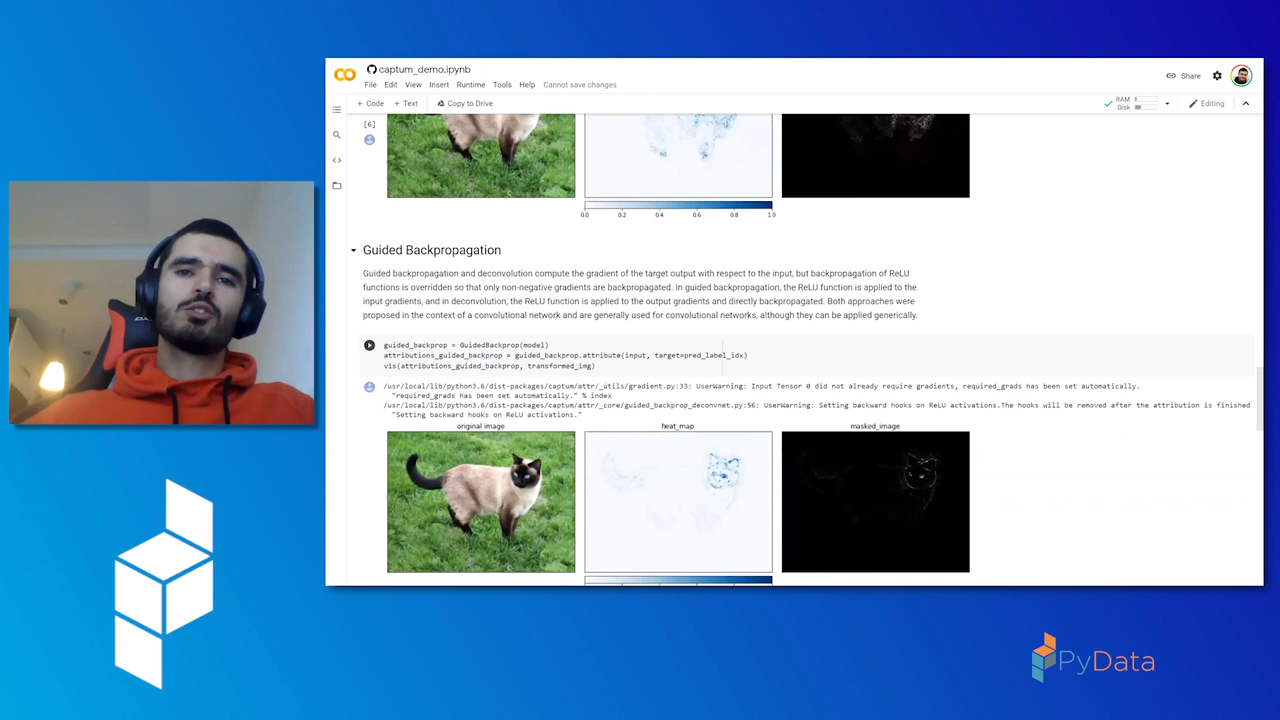 captum_demo.ipynb
File Edit View Insert Runtime Tools Help Cannot save changes
Share
+ Code + Text Copy to Drive
RAM
Disk
Editing
[6]
0.0 0.2 0.4 0.6 0.8 1.0
Guided Backpropagation
Guided backpropagation and deconvolution compute the gradient of the target output with respect to the input, but backpropagation of ReLU
functions is overridden so that only non-negative gradients are backpropagated. In guided backpropagation, the ReLU function is applied to the
input gradients, and in deconvolution, the ReLU function is applied to the output gradients and directly backpropagated. Both approaches were
proposed in the context of a convolutional network and are generally used for convolutional networks, although they can be applied generically.
guided_backprop = GuidedBackprop(model)
attributions_guided_backprop = guided_backprop.attribute(input, target=pred_label_idx)
vis(attributions_guided_backprop, transformed_img)
/usr/local/lib/python3.6/dist-packages/captum/attr/_utils/gradient.py:33: UserWarning: Input Tensor 0 did not already require gradients, required_grads has been set automatically.
"required_grads has been set automatically." % index
/usr/local/lib/python3.6/dist-packages/captum/attr/_core/guided_backprop_deconvnet.py:56: UserWarning: Setting backward hooks on ReLU activations.The hooks will be removed after the attribution is finished
"Setting backward hooks on ReLU activations."
original image heat_map masked_image
PyData